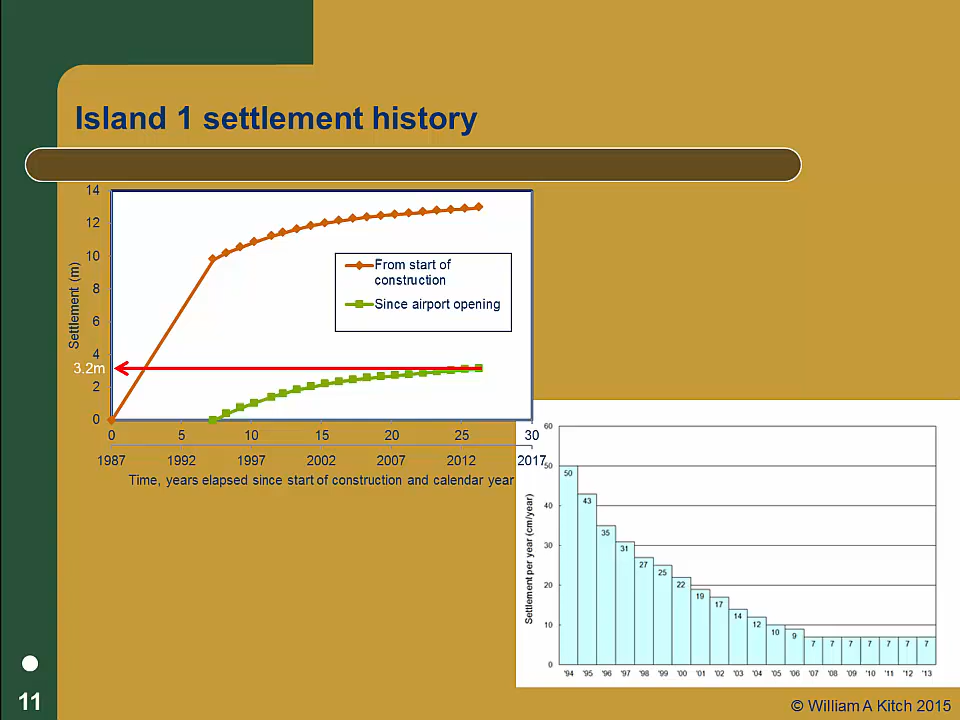 Island 1 settlement history
14
12
10
8
6
4
2
0
Settlement (m)
3.2m
From start of
construction
Since airport opening
0 5 10 15 20 25 30
1987 1992 1997 2002 2007 2012 2017
Time, years elapsed since start of construction and calendar year
60
50
40
30
20
10
0
Settlement per year (cm/year)
50 43 35 31 27 25 22 19 17 14 12 10 9 7 7 7 7 7 7 7
'94 '95 '96 '97 '98 '99 '00 '01 '02 '03 '04 '05 '06 '07 '08 '09 '10 '11 '12 '13
11
© William A Kitch 2015